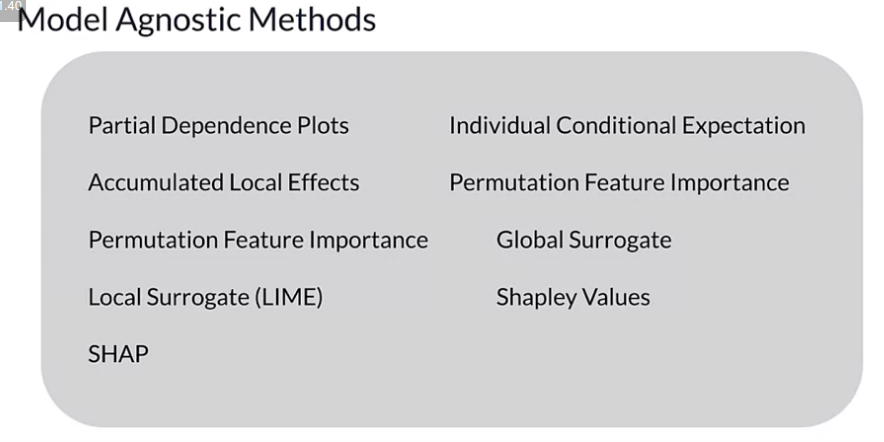 1.40
Model Agnostic Methods
Partial Dependence Plots
Individual Conditional Expectation
Accumulated Local Effects
Permutation Feature Importance
Permutation Feature Importance
Global Surrogate
Local Surrogate (LIME)
Shapley Values
SHAP